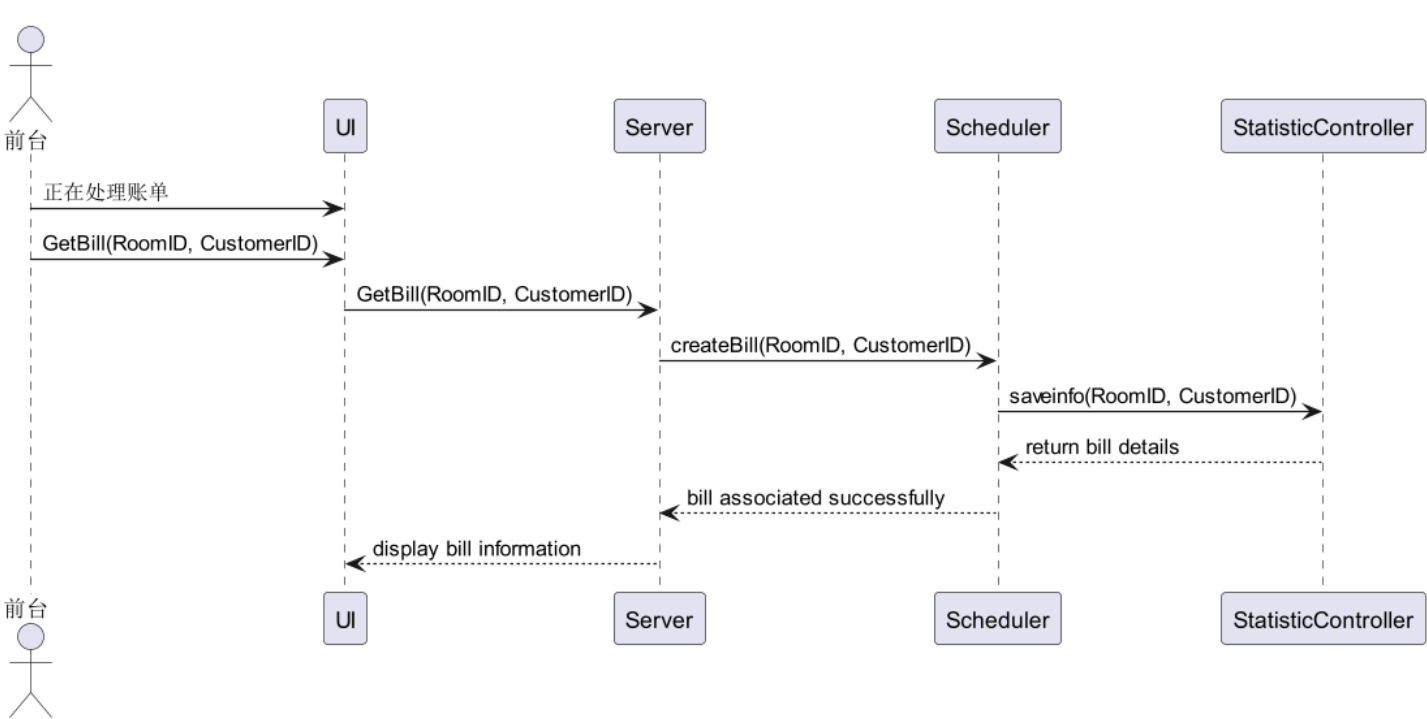 前台
UI
Server
Scheduler
StatisticController
正在处理账单
GetBill(RoomID, CustomerID)
GetBill(RoomID, CustomerID)
createBill(RoomID, CustomerID)
saveinfo(RoomID, CustomerID)
return bill details
bill associated successfully
display bill information
前台
UI
Server
Scheduler
StatisticController